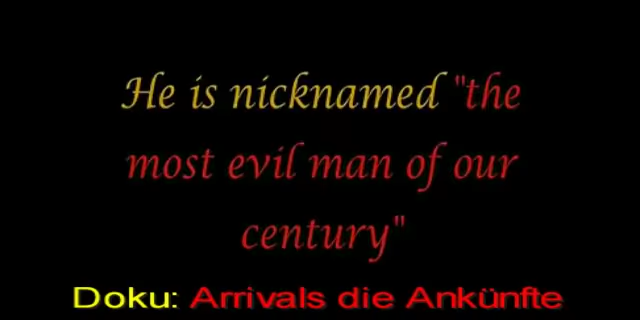 He is nicknamed "the
most evil man of our
century"
Doku: Arrivals die Ankünfte